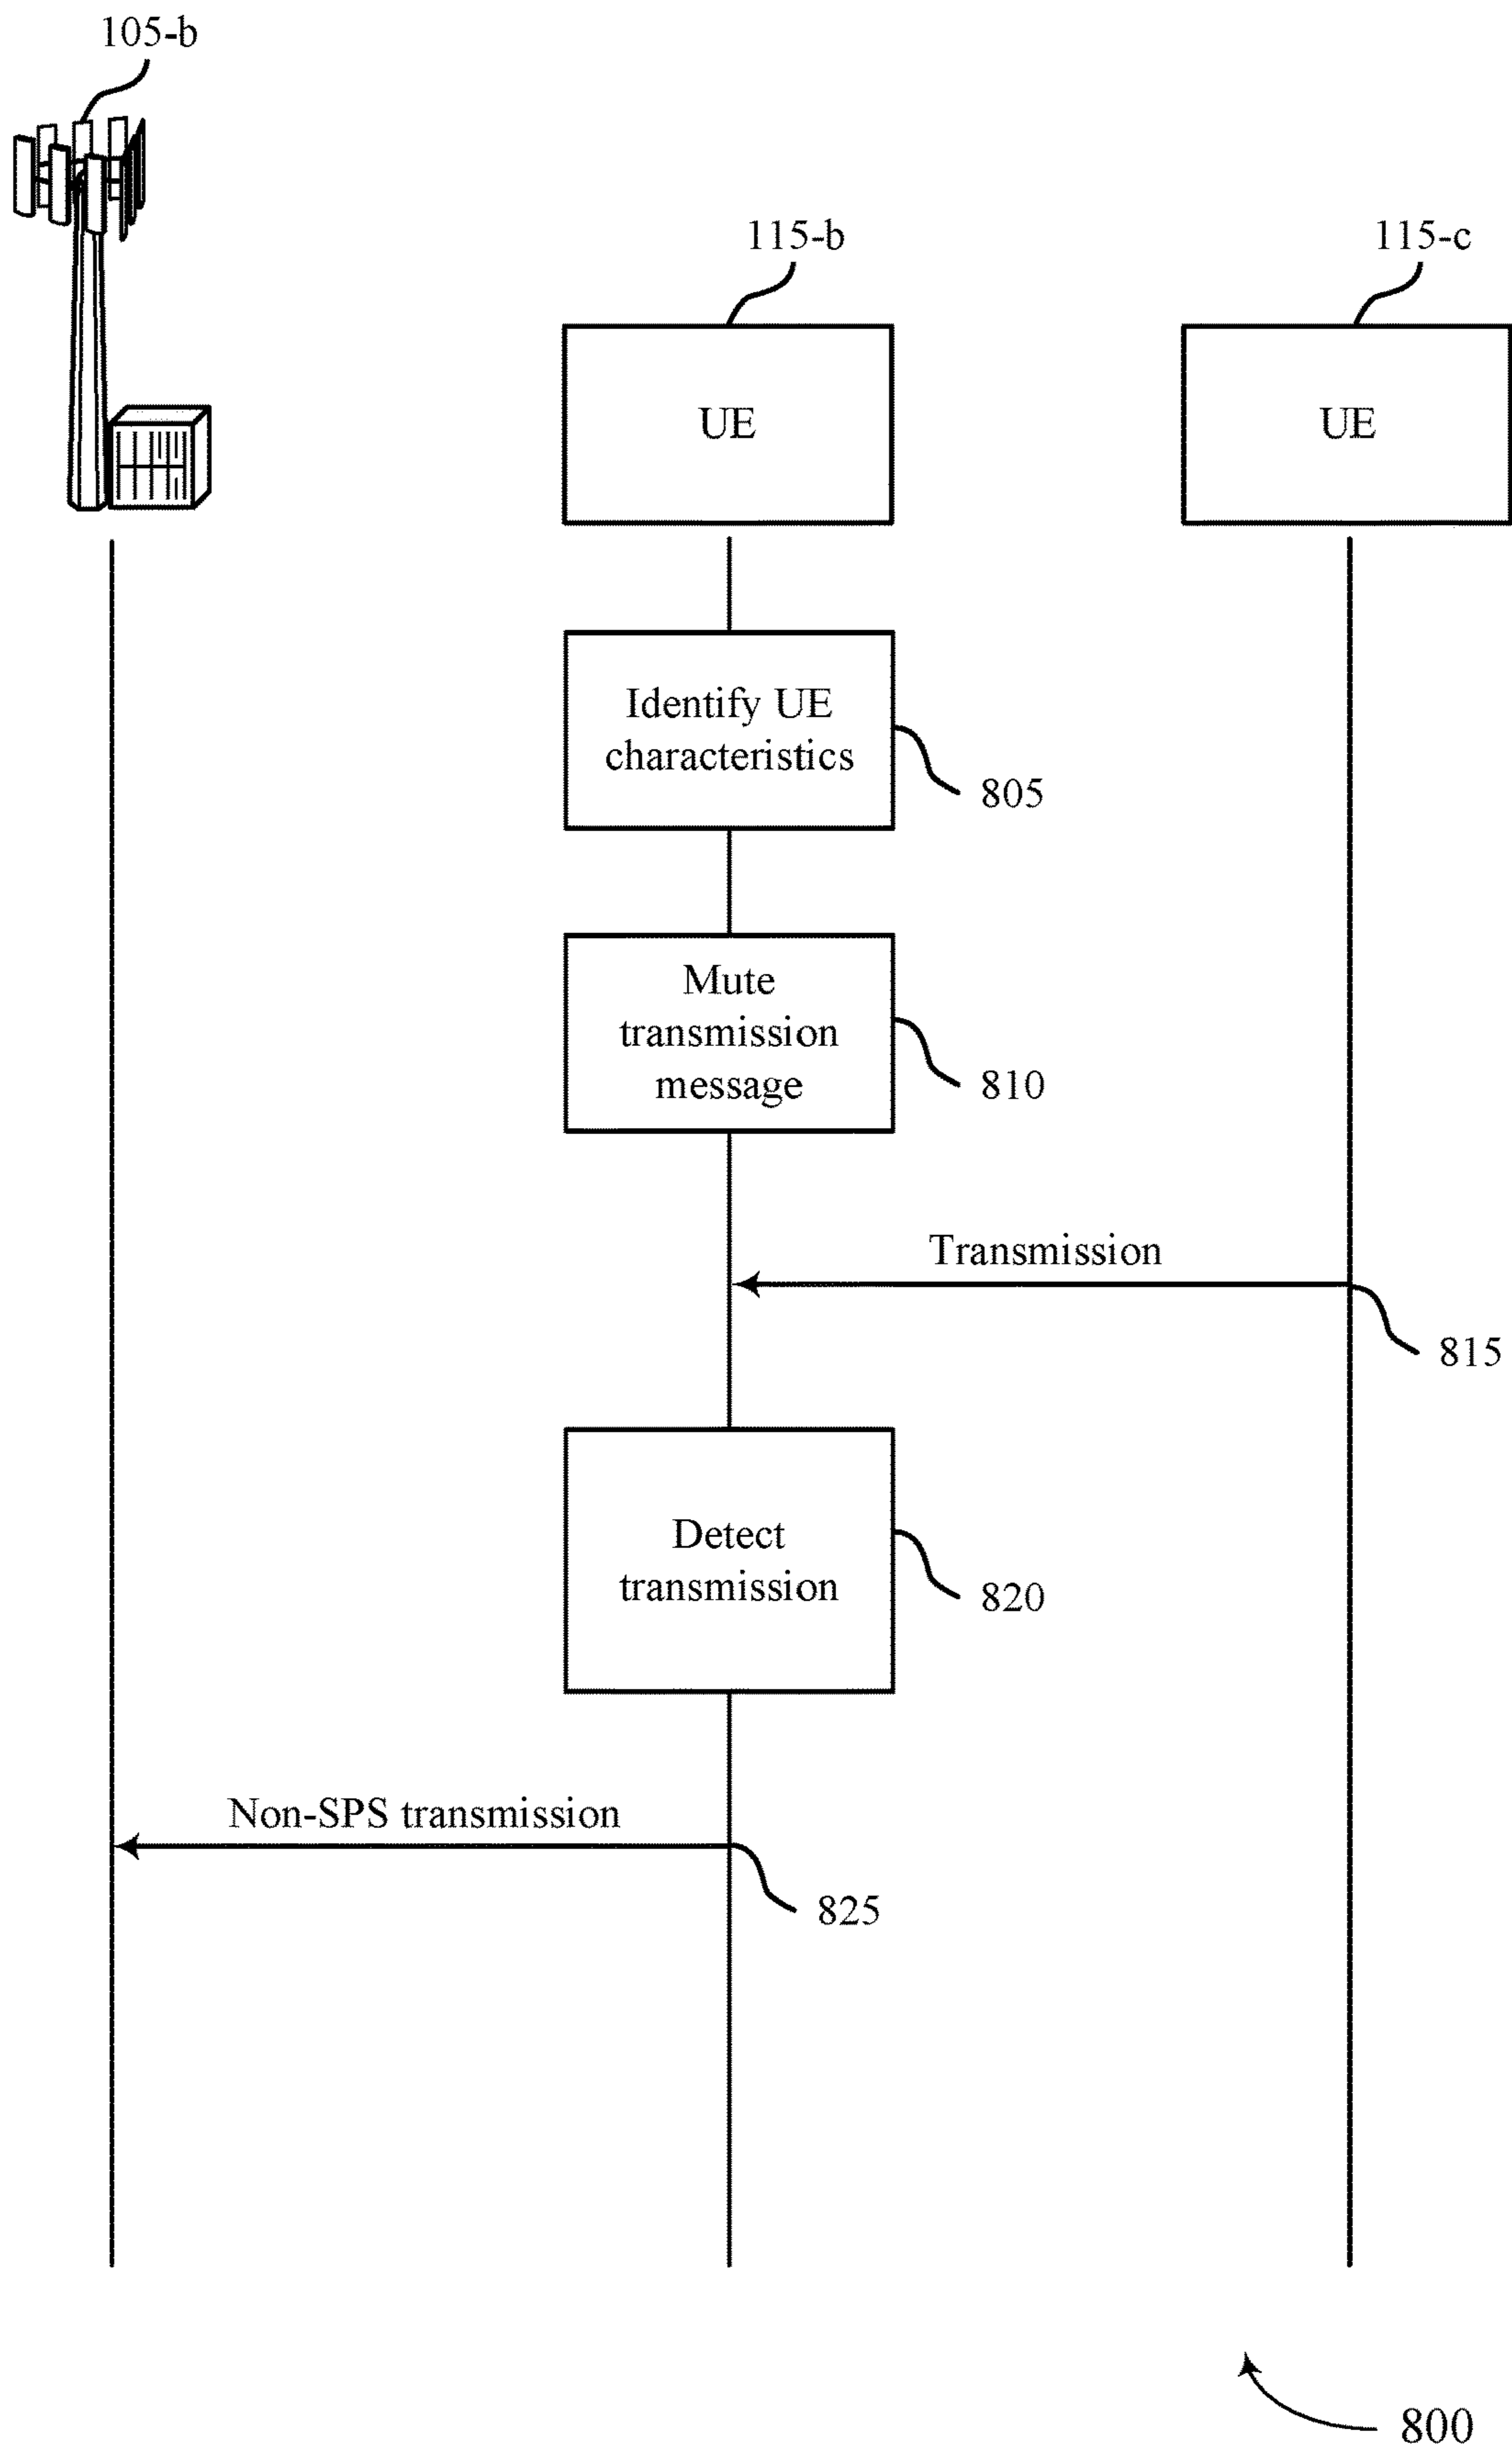 105-b
115-b
115-c
UE
UE
Identify UE
characteristics
805
Mute
transmission
message
810
Transmission
815
Detect
transmission
820
Non-SPS transmission
825
800